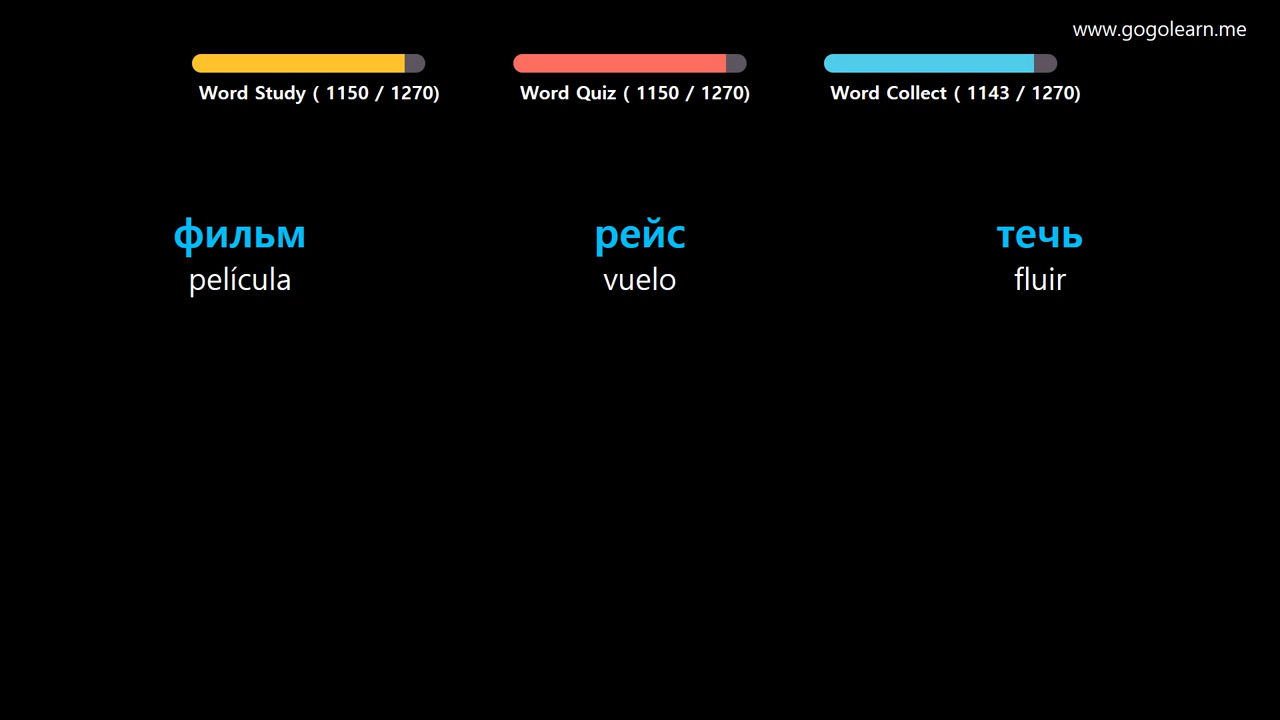 www.gogolearn.me
Word Study ( 1150 / 1270)
Word Quiz ( 1150 / 1270)
Word Collect ( 1143 / 1270)
фильм
película
рейс
vuelo
течь
fluir